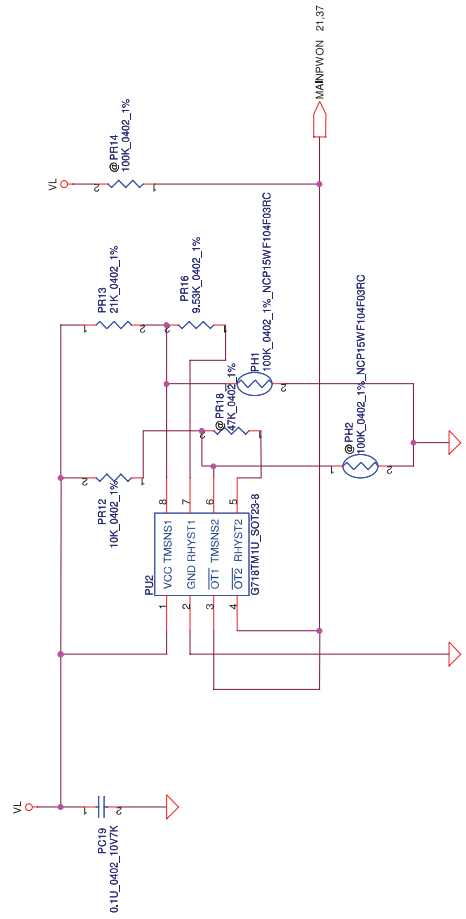 VL
@PR14
100K_0402_1%
2
1
MAINPWON 21,37
PR13
21K_0402_1%
1
2
PR16
9.53K_0402_1%
2
1
PH1
100K_0402_1%_NCP15WF104F03RC
1
2
@PR18
47K_0402_1%
2
1
@PH2
100K_0402_1%_NCP15WF104F03RC
1
2
PR12
10K_0402_1%
1
2
PU2
1 VCC TMSNS1 8
2 GND RHYST1 7
3 OT1 TMSNS2 6
4 OT2 RHYST2 5
G718TM1U_SOT23-8
VL
PC19
0.1U_0402_10V7K
1
2